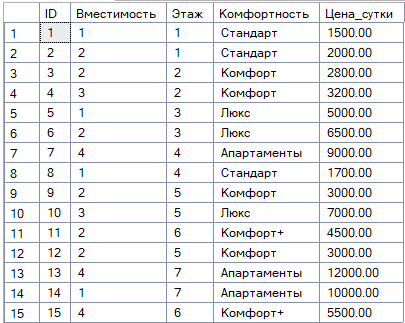 ID Вместимость Этаж Комфортность Цена_сутки
1 1 1 1 Стандарт 1500.00
2 2 2 1 Стандарт 2000.00
3 3 2 2 Комфорт 2800.00
4 4 3 2 Комфорт 3200.00
5 5 1 3 Люкс 5000.00
6 6 2 3 Люкс 6500.00
7 7 4 4 Апартаменты 9000.00
8 8 1 4 Стандарт 1700.00
9 9 2 5 Комфорт 3000.00
10 10 3 5 Люкс 7000.00
11 11 2 6 Комфорт+ 4500.00
12 12 2 5 Комфорт 3000.00
13 13 4 7 Апартаменты 12000.00
14 14 1 7 Апартаменты 10000.00
15 15 4 6 Комфорт+ 5500.00